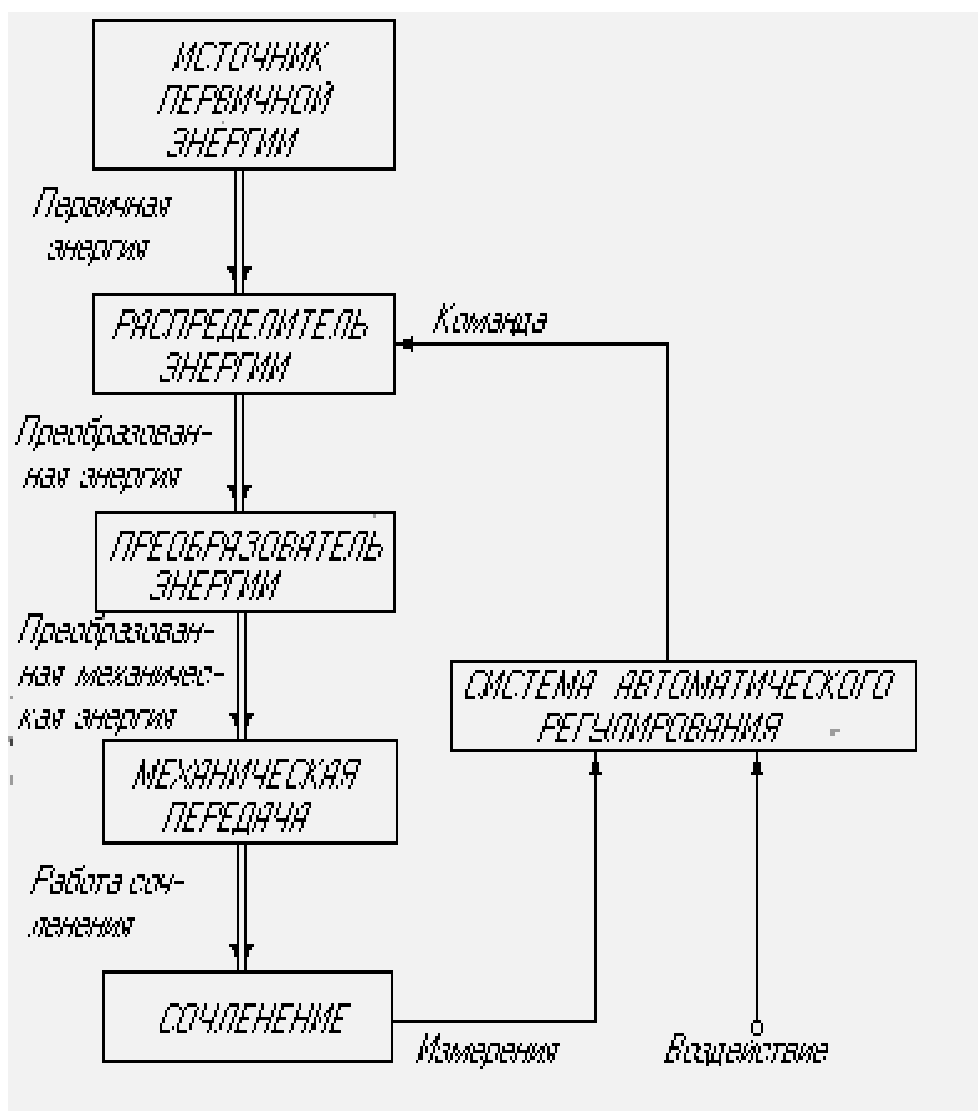 ИСТОЧНИК
ПЕРВИЧНОЙ
ЭНЕРГИИ
Первичная
энергия
РАСПРЕДЕЛИТЕЛЬ
ЭНЕРГИИ
Команда
Преобразован-
ная энергия
ПРЕОБРАЗОВАТЕЛЬ
ЭНЕРГИИ
Преобразован-
ная механичес-
кая энергия
СИСТЕМА АВТОМАТИЧЕСКОГО
РЕГУЛИРОВАНИЯ
МЕХАНИЧЕСКАЯ
ПЕРЕДАЧА
Работа соч-
ленения
СОЧЛЕНЕНИЕ
Измерения
Воздействие